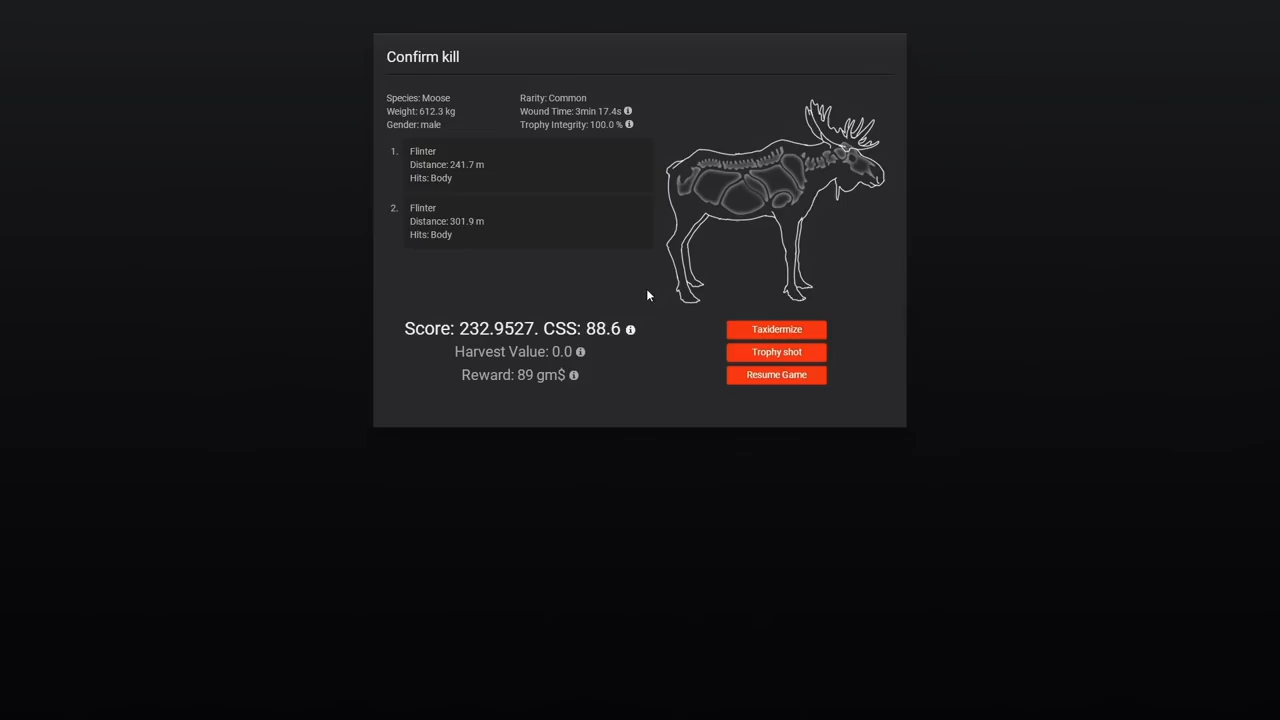 Confirm kill
Species: Moose
Weight: 612.3 kg
Gender: male
Rarity: Common
Wound Time: 3min 17.4s
Trophy Integrity: 100.0 %
1. Flinter
Distance: 241.7 m
Hits: Body
2. Flinter
Distance: 301.9 m
Hits: Body
Score: 232.9527. CSS: 88.6
Harvest Value: 0.0
Reward: 89 gm$
Taxidermize
Trophy shot
Resume Game